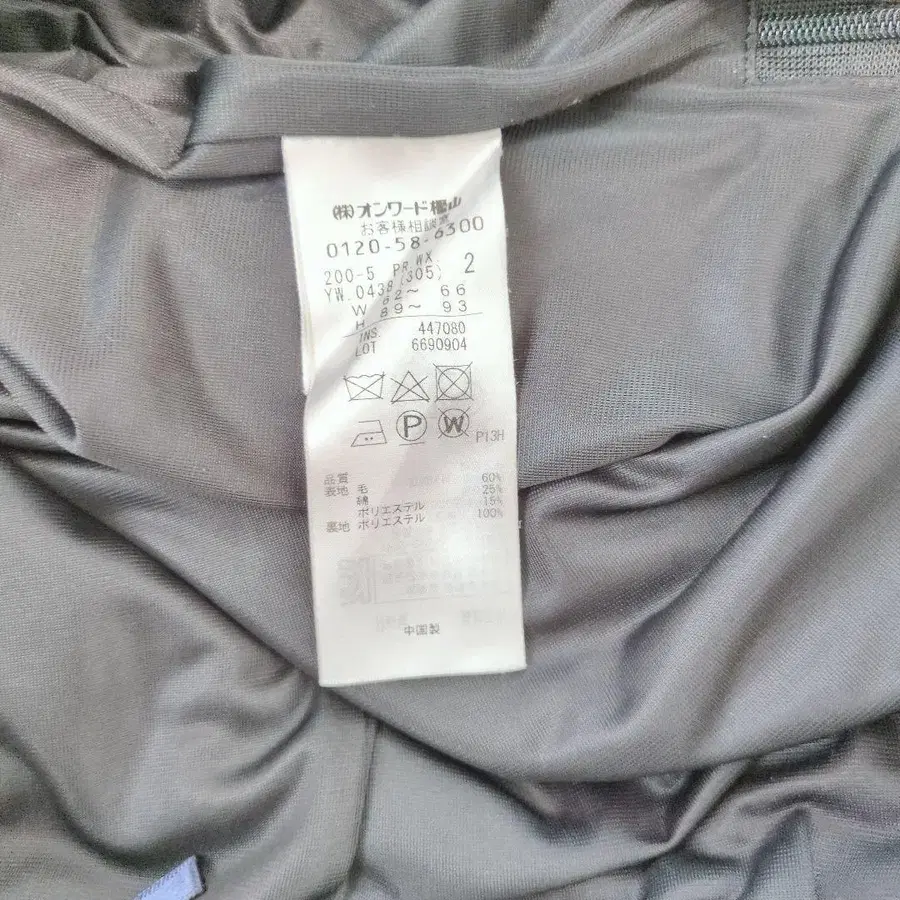 (株)オンワード樫山
お客様相談室
0120-58-6300
200-5 PR WX 2
YW 0438 (305)
W 62～ 66
H 89～ 93
INS. 447080
LOT 6690904
P W P13H
品質
表地 毛 60%
綿 25%
ポリエステル 15%
裏地 ポリエステル 100%
中国製